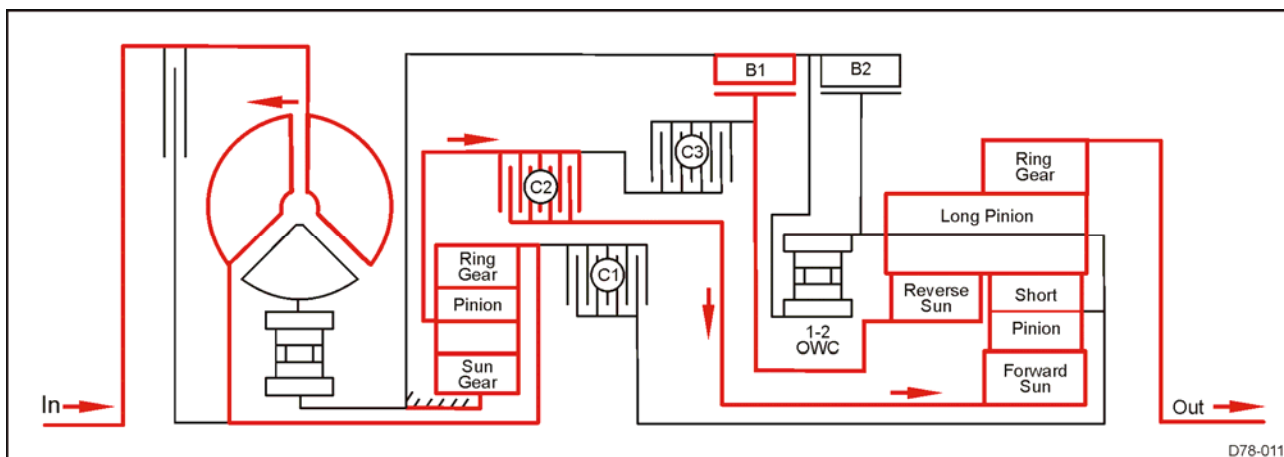 B1
B2
C3
C2
Ring
Gear
Long Pinion
Ring
Gear
C1
Pinion
Reverse
Sun
Short
Pinion
1-2
OWC
Sun
Gear
Forward
Sun
In
Out
D78-011